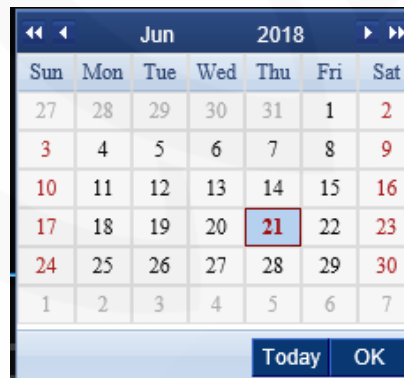 Jun 2018
Sun Mon Tue Wed Thu Fri Sat
27 28 29 30 31 1 2
3 4 5 6 7 8 9
10 11 12 13 14 15 16
17 18 19 20 21 22 23
24 25 26 27 28 29 30
1 2 3 4 5 6 7
Today OK